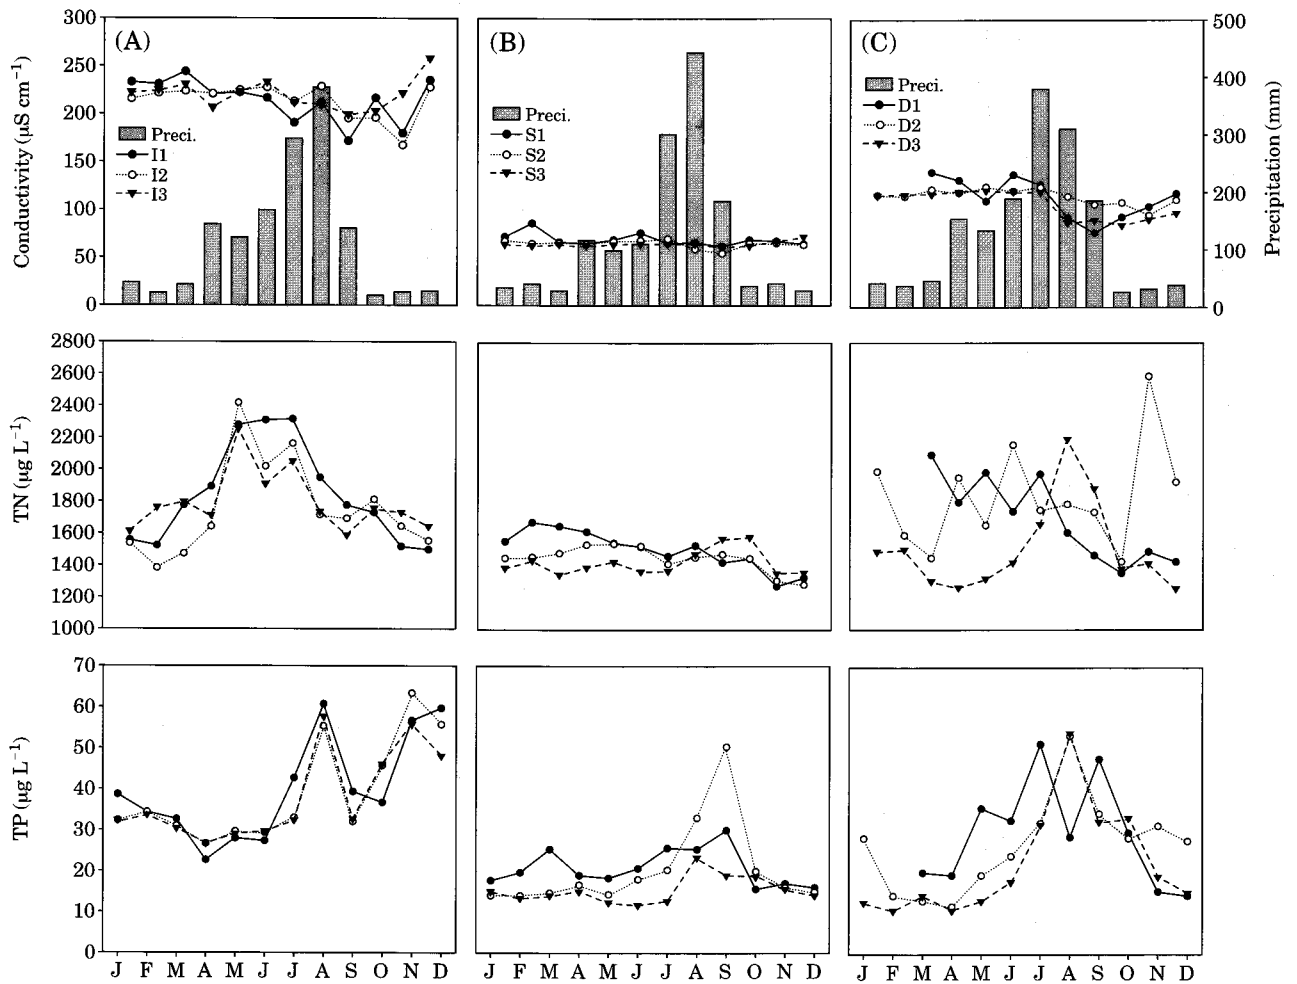 (A)
(B)
(C)
Conductivity (µS cm⁻¹)
300
250
200
150
100
50
0
Preci.
I1
I2
I3
Preci.
S1
S2
S3
Preci.
D1
D2
D3
500
400
300
200
100
0
Precipitation (mm)
TN (µg L⁻¹)
2800
2600
2400
2200
2000
1800
1600
1400
1200
1000
TP (µg L⁻¹)
70
60
50
40
30
20
10
0
J F M A M J J A S O N D
J F M A M J J A S O N D
J F M A M J J A S O N D